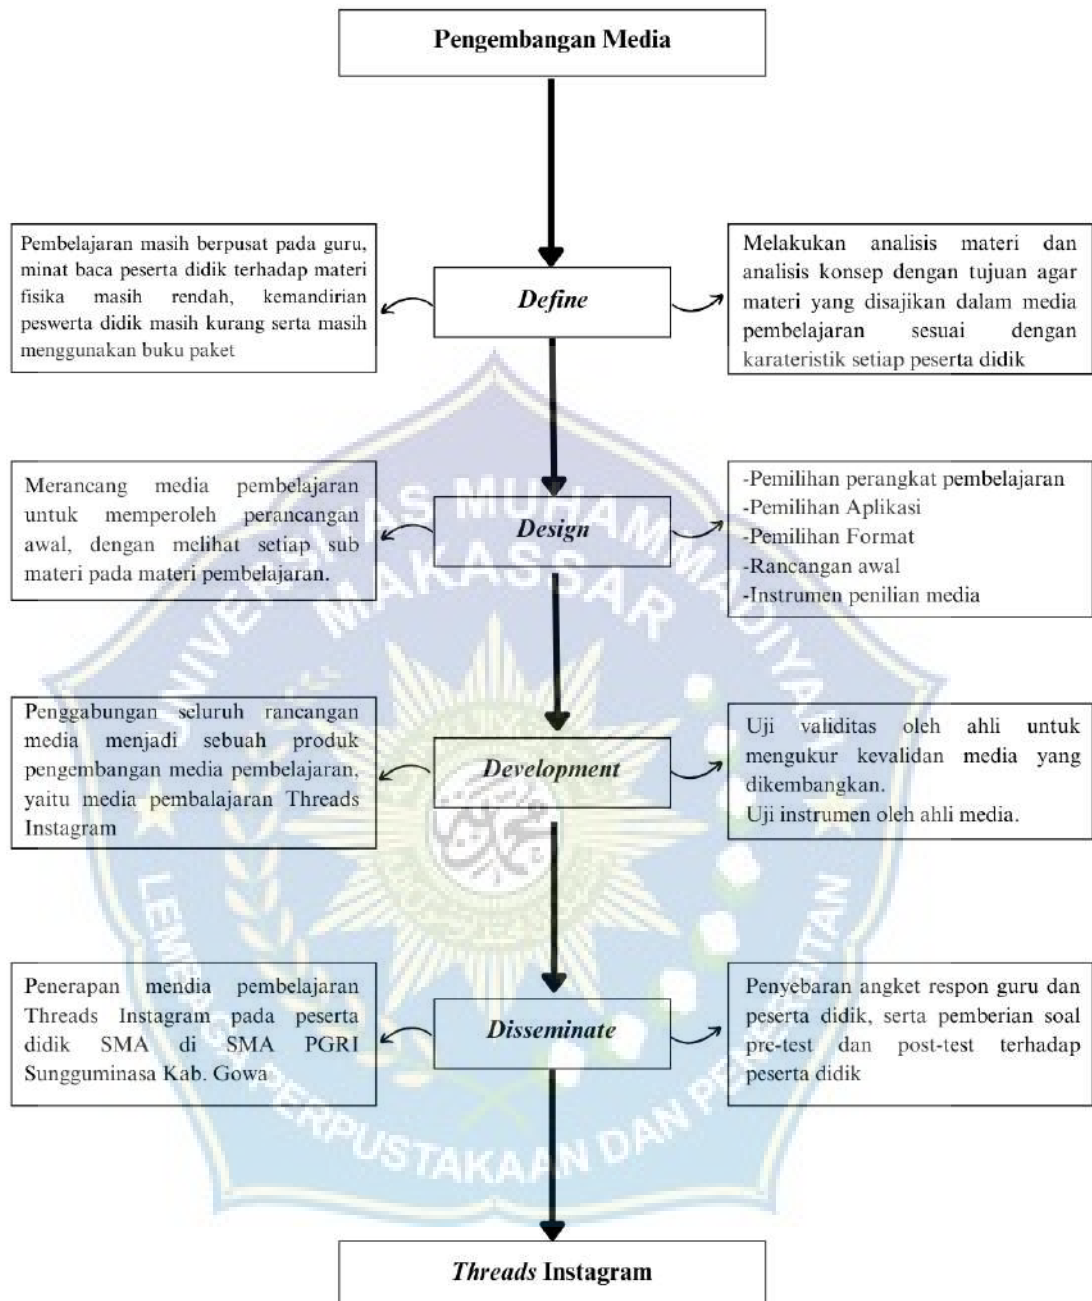 Pengembangan Media
Pembelajaran masih berpusat pada guru,
minat baca peserta didik terhadap materi
fisika masih rendah, kemandirian
peswerta didik masih kurang serta masih
menggunakan buku paket
Define
Melakukan analisis materi dan
analisis konsep dengan tujuan agar
materi yang disajikan dalam media
pembelajaran sesuai dengan
karateristik setiap peserta didik
Merancang media pembelajaran
untuk memperoleh perancangan
awal, dengan melihat setiap sub
materi pada materi pembelajaran.
Design
-Pemilihan perangkat pembelajaran
-Pemilihan Aplikasi
-Pemilihan Format
-Rancangan awal
-Instrumen penilian media
Penggabungan seluruh rancangan
media menjadi sebuah produk
pengembangan media pembelajaran,
yaitu media pembalajaran Threads
Instagram
Development
Uji validitas oleh ahli untuk
mengukur kevalidan media yang
dikembangkan.
Uji instrumen oleh ahli media.
Penerapan mendia pembelajaran
Threads Instagram pada peserta
didik SMA di SMA PGRI
Sungguminasa Kab. Gowa
Disseminate
Penyebaran angket respon guru dan
peserta didik, serta pemberian soal
pre-test dan post-test terhadap
peserta didik
Threads Instagram
UNIVERSITAS MUHAMMADIYAH
MAKASSAR
LEMBAGA PERPUSTAKAAN DAN PENERBITAN